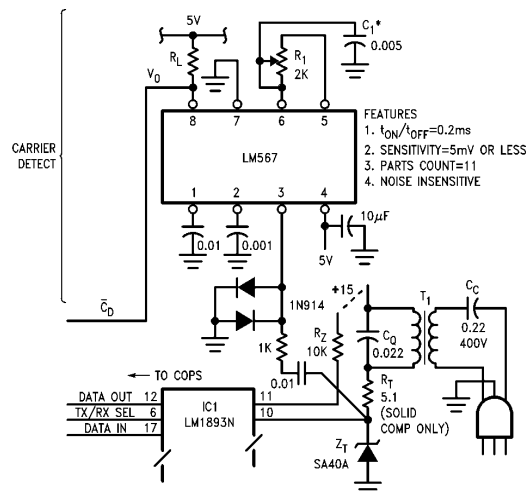 5V
R_L
V_O
C_1*
0.005
R_1
2K
8 7 6 5
LM567
1 2 3 4
FEATURES
1. t_ON/t_OFF=0.2ms
2. SENSITIVITY=5mV OR LESS
3. PARTS COUNT=11
4. NOISE INSENSITIVE
CARRIER
DETECT
0.01
0.001
10μF
5V
C̄_D
1N914
+15
T_1
C_C
0.22
400V
R_Z
10K
C_Q
0.022
1K
0.01
R_T
5.1
(SOLID
COMP ONLY)
← TO COPS
DATA OUT 12
TX/RX SEL 6
DATA IN 17
IC1
LM1893N
11
10
Z_T
SA40A